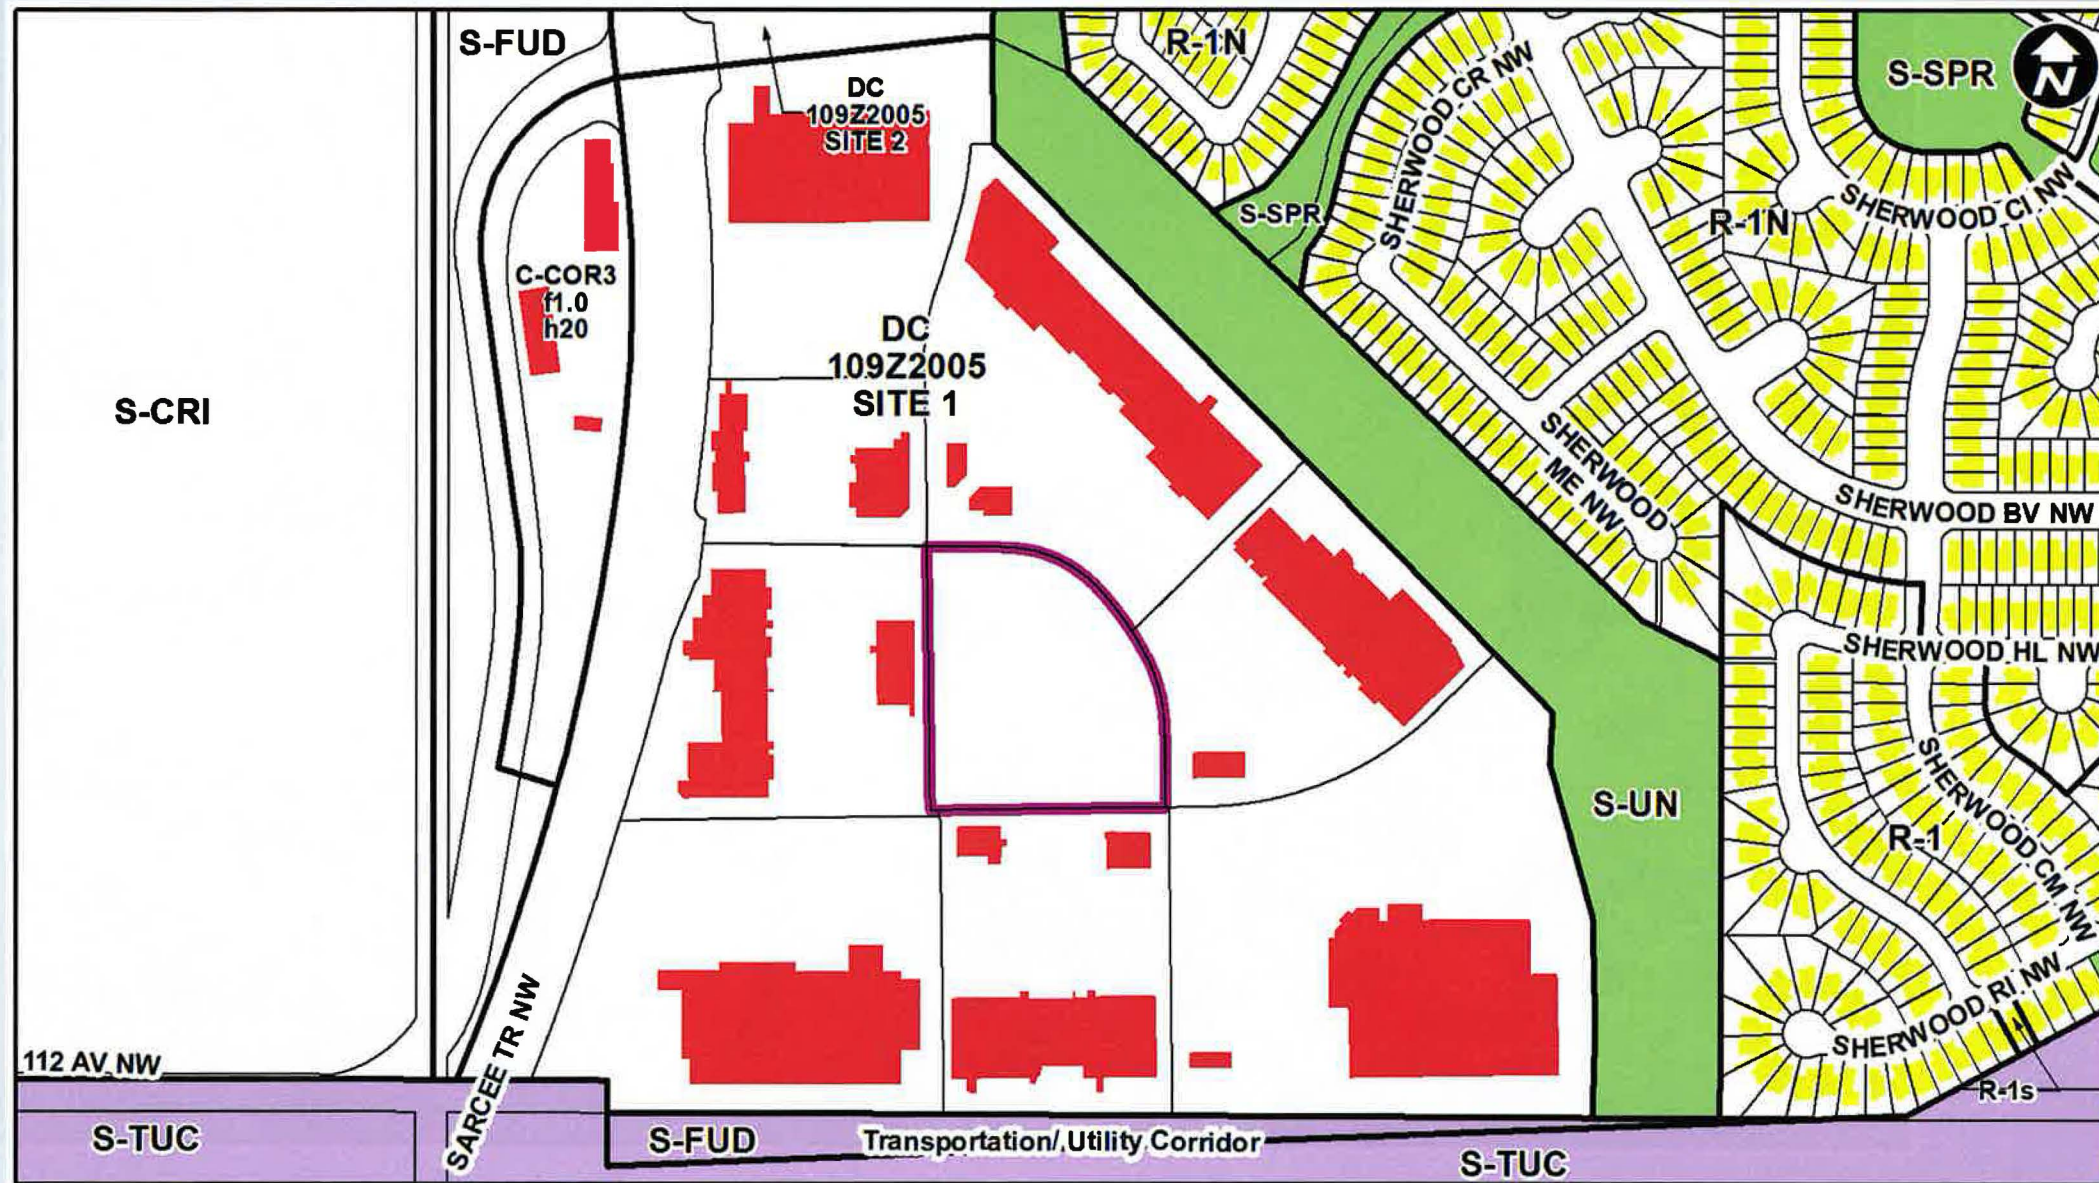 S-FUD
R-1N
SHERWOOD CR NW
S-SPR
N
DC
109Z2005
SITE 2
S-SPR
R-1N
SHERWOOD CI NW
C-COR3
f1.0
h20
DC
109Z2005
SITE 1
S-CRI
SHERWOOD
ME NW
SHERWOOD BV NW
SHERWOOD HL NW
S-UN
R-1
SHERWOOD CM NW
SHERWOOD RI NW
112 AV NW
SARCEE TR NW
R-1s
S-TUC
S-FUD
Transportation/Utility Corridor
S-TUC